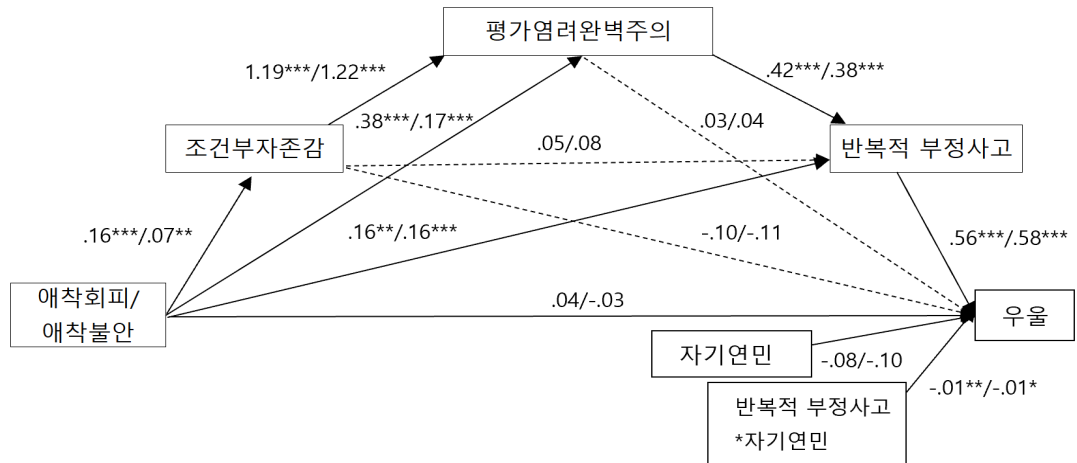 평가염려완벽주의
1.19***/1.22***
.42***/.38***
.38***/.17***
.03/.04
조건부자존감
.05/.08
반복적 부정사고
.16***/.07**
.16**/.16***
-.10/-.11
.56***/.58***
애착회피/
애착불안
.04/-.03
우울
자기연민
-.08/-.10
-.01**/-.01*
반복적 부정사고
*자기연민